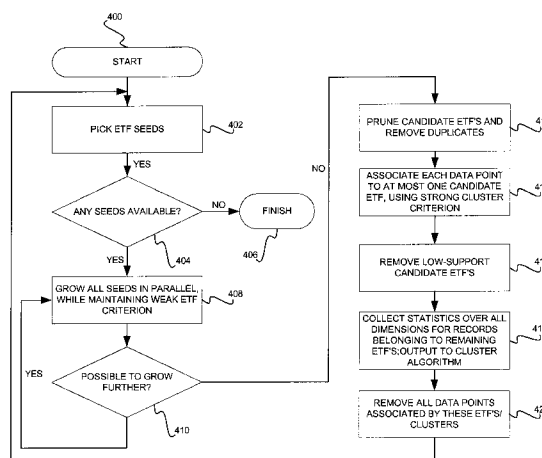 400
START
PICK ETF SEEDS
402
YES
ANY SEEDS AVAILABLE?
NO
FINISH
404
406
YES
GROW ALL SEEDS IN PARALLEL,
WHILE MAINTAINING WEAK ETF
CRITERION
408
YES
POSSIBLE TO GROW
FURTHER?
410
NO
PRUNE CANDIDATE ETF'S AND
REMOVE DUPLICATES
ASSOCIATE EACH DATA POINT
TO AT MOST ONE CANDIDATE
ETF, USING STRONG CLUSTER
CRITERION
REMOVE LOW-SUPPORT
CANDIDATE ETF'S
COLLECT STATISTICS OVER ALL
DIMENSIONS FOR RECORDS
BELONGING TO REMAINING
ETF'S;OUTPUT TO CLUSTER
ALGORITHM
REMOVE ALL DATA POINTS
ASSOCIATED BY THESE ETF'S/
CLUSTERS